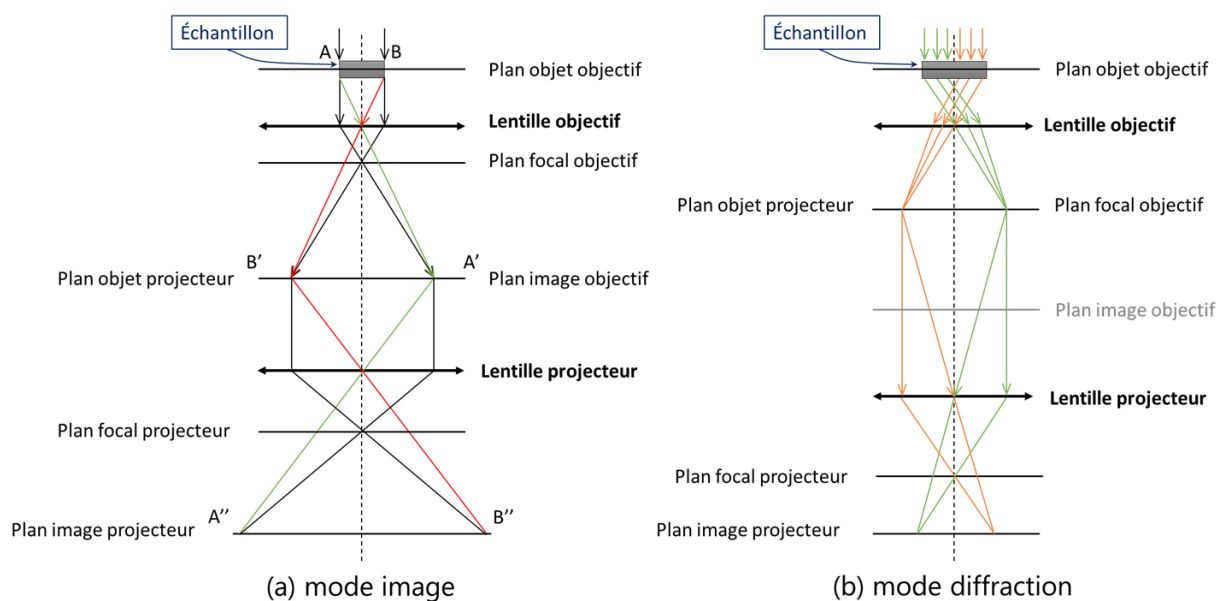 Échantillon
A
B
Plan objet objectif
Lentille objectif
Plan focal objectif
B’
A’
Plan objet projecteur
Plan image objectif
Lentille projecteur
Plan focal projecteur
A’’
B’’
Plan image projecteur
(a) mode image
Échantillon
Plan objet objectif
Lentille objectif
Plan objet projecteur
Plan focal objectif
Plan image objectif
Lentille projecteur
Plan focal projecteur
Plan image projecteur
(b) mode diffraction